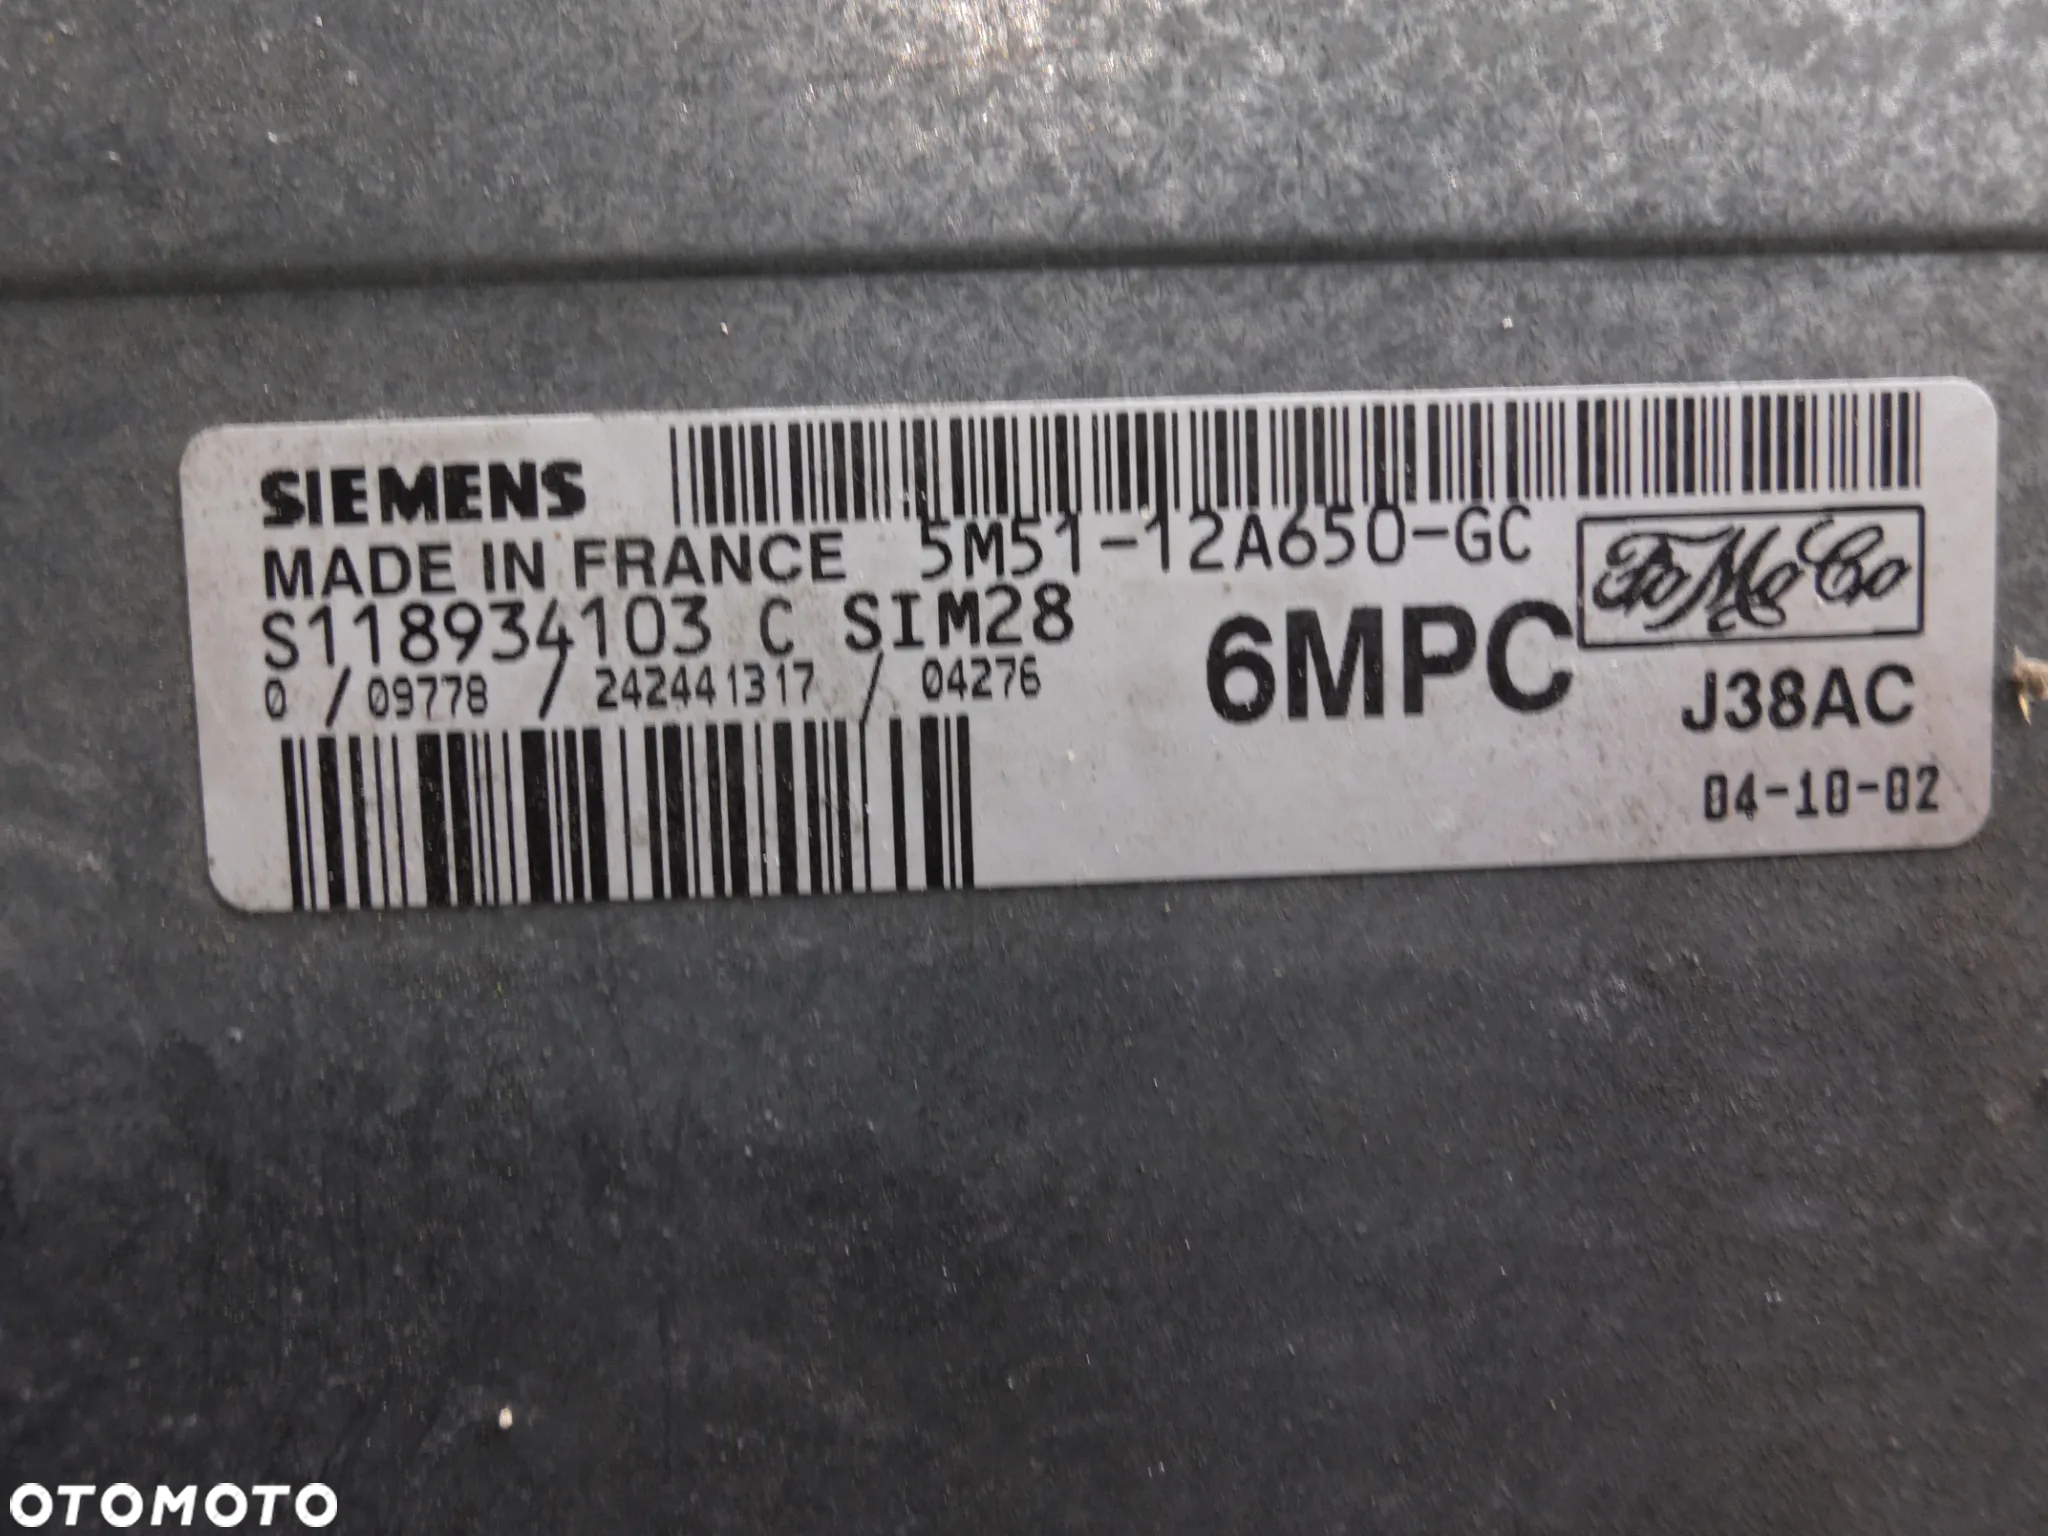 SIEMENS
MADE IN FRANCE 5M51-12A650-GC
FoMoCo
S118934103 C SIM28
6MPC
0 / 09778 / 242441317 / 04276
J38AC
04-10-02
OTOMOTO